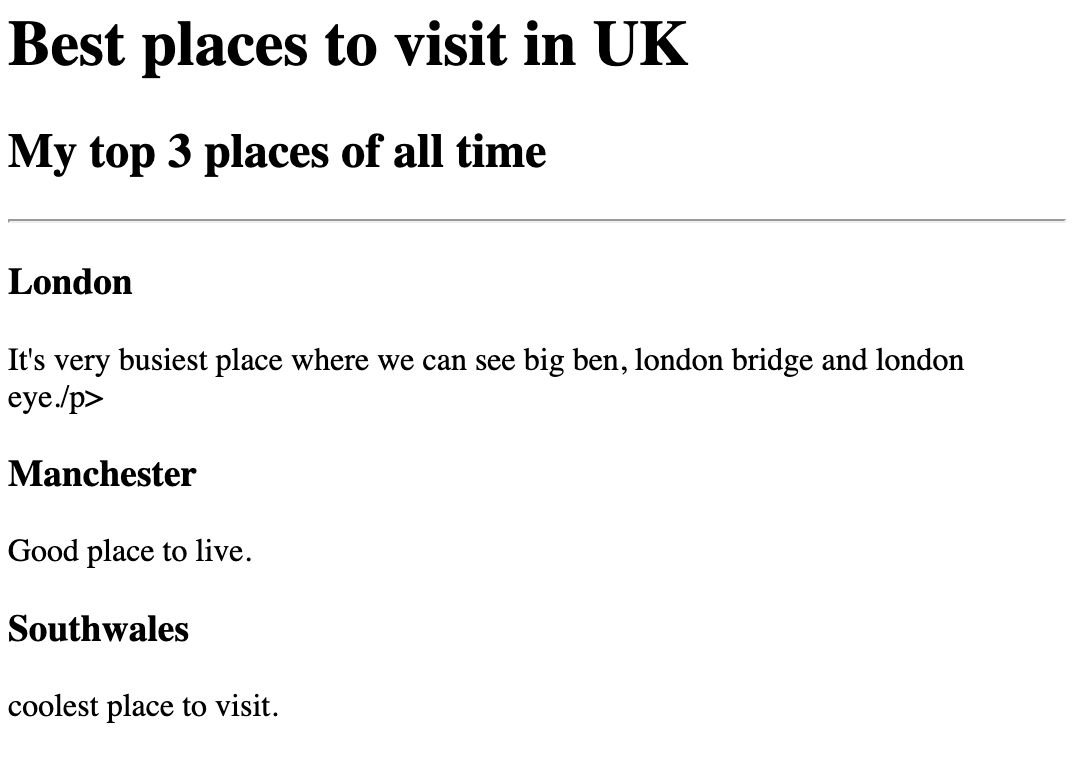 Best places to visit in UK
My top 3 places of all time
London
It's very busiest place where we can see big ben, london bridge and london
eye./p>
Manchester
Good place to live.
Southwales
coolest place to visit.